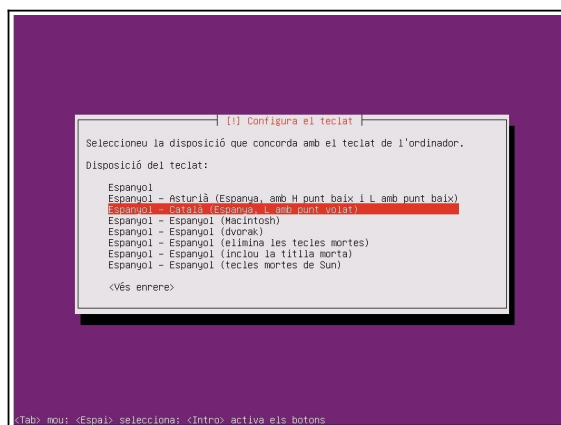 [!] Configura el teclat
Seleccioneu la disposició que concorda amb el teclat de l'ordinador.
Disposició del teclat:
Espanyol
Espanyol - Asturià (Espanya, amb H punt baix i L amb punt baix)
Espanyol - Català (Espanya, L amb punt volat)
Espanyol - Espanyol (Macintosh)
Espanyol - Espanyol (dvorak)
Espanyol - Espanyol (elimina les tecles mortes)
Espanyol - Espanyol (inclou la titlla morta)
Espanyol - Espanyol (tecles mortes de Sun)
<Vés enrere>
<Tab> mou; <Espai> selecciona; <Intro> activa els botons